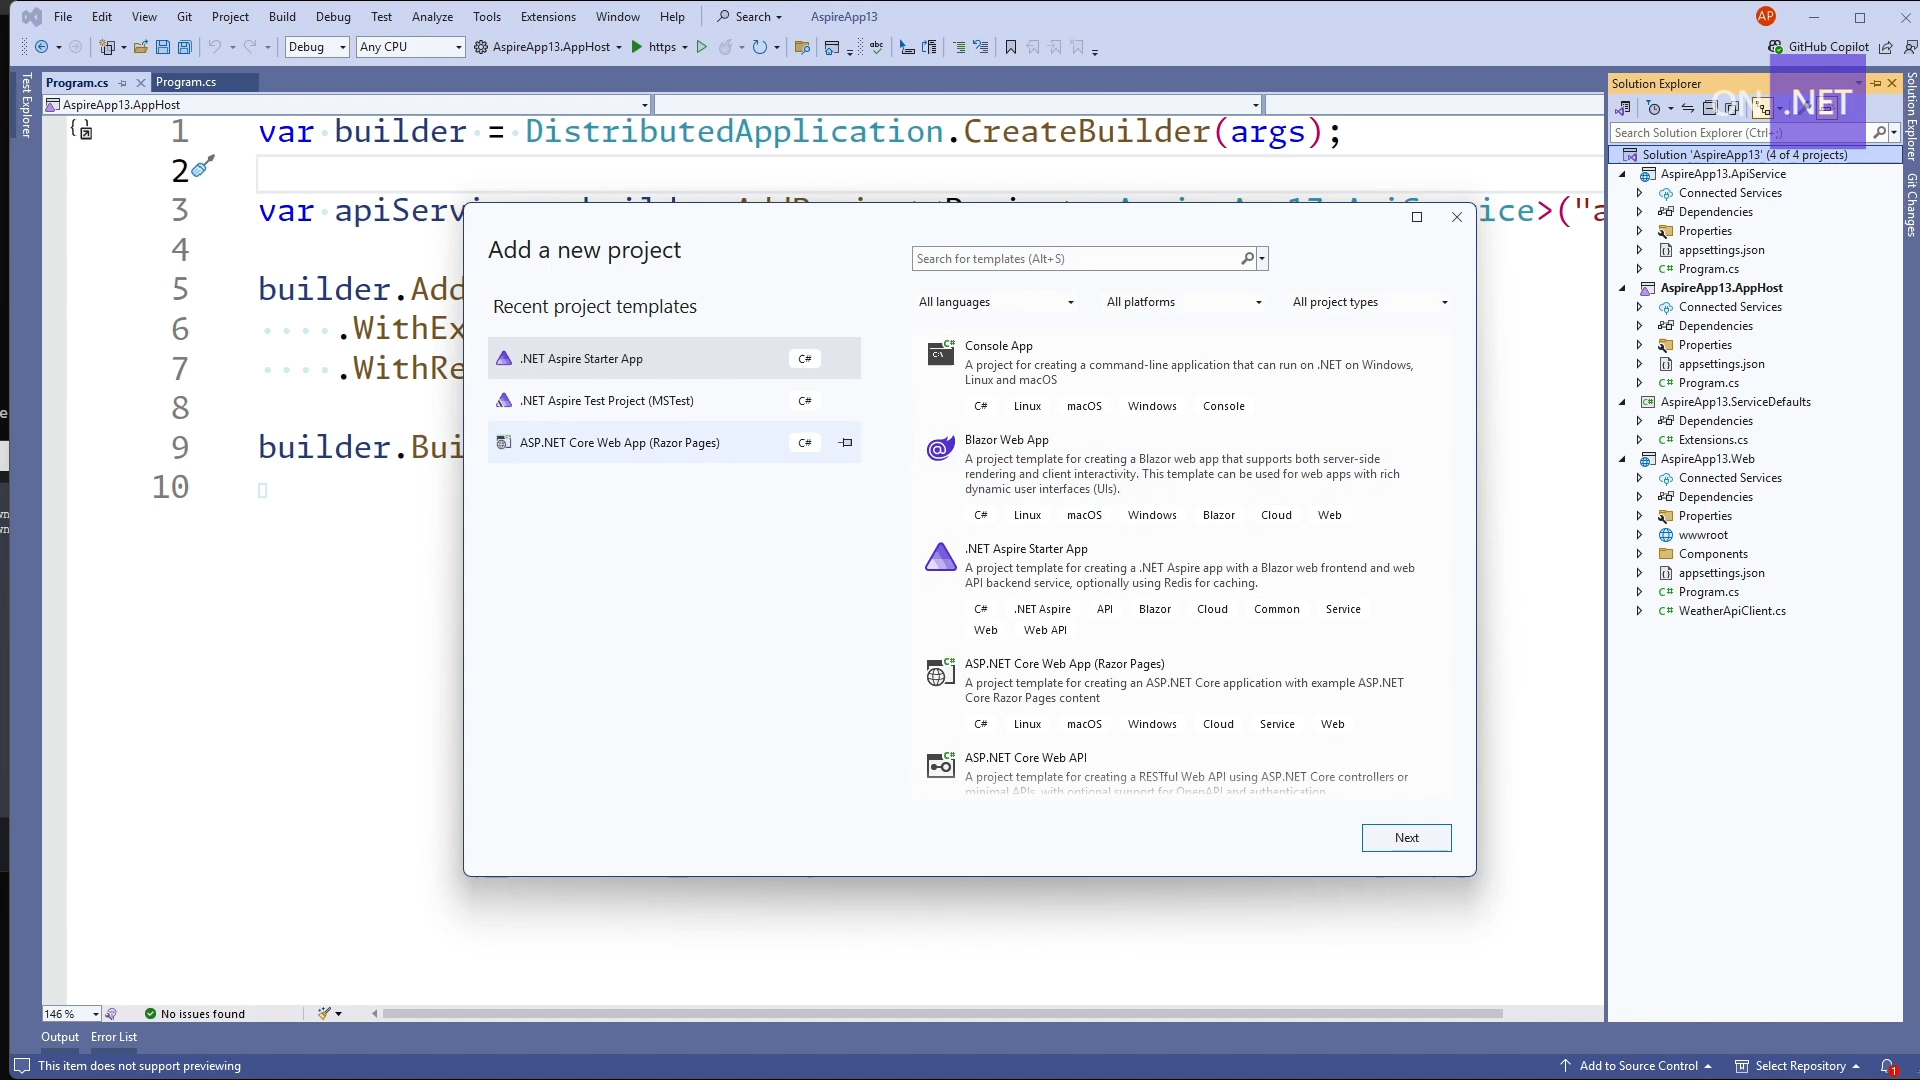 File Edit View Git Project Build Debug Test Analyze Tools Extensions Window Help Search AspireApp13 AP
Debug Any CPU AspireApp13.AppHost https GitHub Copilot
Test Explorer
Program.cs Program.cs
AspireApp13.AppHost
1 var builder = DistributedApplication.CreateBuilder(args);
2
3 var apiServ ice>("a
4
5 builder.Add
6 .WithEx
7 .WithRe
8
9 builder.Bui
10
Add a new project
Search for templates (Alt+S)
Recent project templates
All languages All platforms All project types
.NET Aspire Starter App C#
.NET Aspire Test Project (MSTest) C#
ASP.NET Core Web App (Razor Pages) C#
Console App
A project for creating a command-line application that can run on .NET on Windows,
Linux and macOS
C# Linux macOS Windows Console
Blazor Web App
A project template for creating a Blazor web app that supports both server-side
rendering and client interactivity. This template can be used for web apps with rich
dynamic user interfaces (UIs).
C# Linux macOS Windows Blazor Cloud Web
.NET Aspire Starter App
A project template for creating a .NET Aspire app with a Blazor web frontend and web
API backend service, optionally using Redis for caching.
C# .NET Aspire API Blazor Cloud Common Service
Web Web API
ASP.NET Core Web App (Razor Pages)
A project template for creating an ASP.NET Core application with example ASP.NET
Core Razor Pages content
C# Linux macOS Windows Cloud Service Web
ASP.NET Core Web API
A project template for creating a RESTful Web API using ASP.NET Core controllers or
minimal APIs, with optional support for OpenAPI and authentication.
Next
Solution Explorer
ON .NET
Search Solution Explorer (Ctrl+;)
Solution 'AspireApp13' (4 of 4 projects)
AspireApp13.ApiService
Connected Services
Dependencies
Properties
appsettings.json
C# Program.cs
AspireApp13.AppHost
Connected Services
Dependencies
Properties
appsettings.json
C# Program.cs
AspireApp13.ServiceDefaults
Dependencies
C# Extensions.cs
AspireApp13.Web
Connected Services
Dependencies
Properties
wwwroot
Components
appsettings.json
C# Program.cs
C# WeatherApiClient.cs
Solution Explorer
Git Changes
146 % No issues found
Output Error List
This item does not support previewing Add to Source Control Select Repository 1